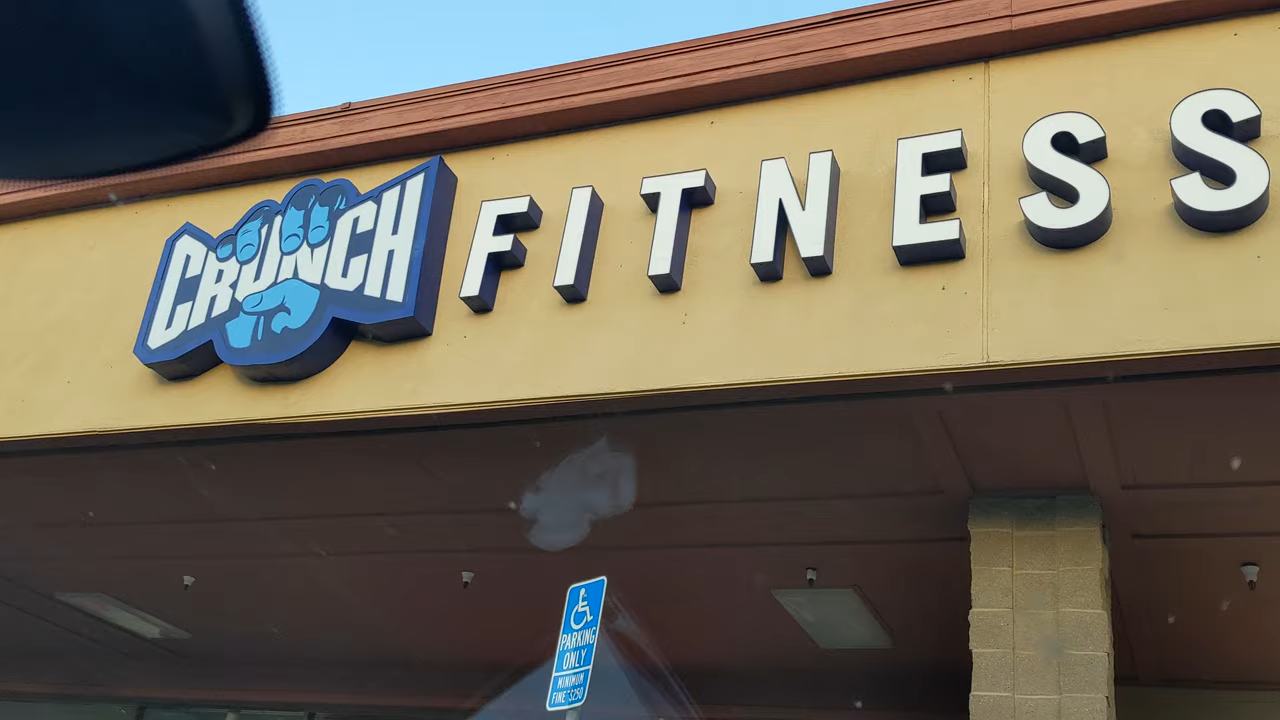 CRUNCH FITNESS
PARKING
ONLY
MINIMUM
FINE $250